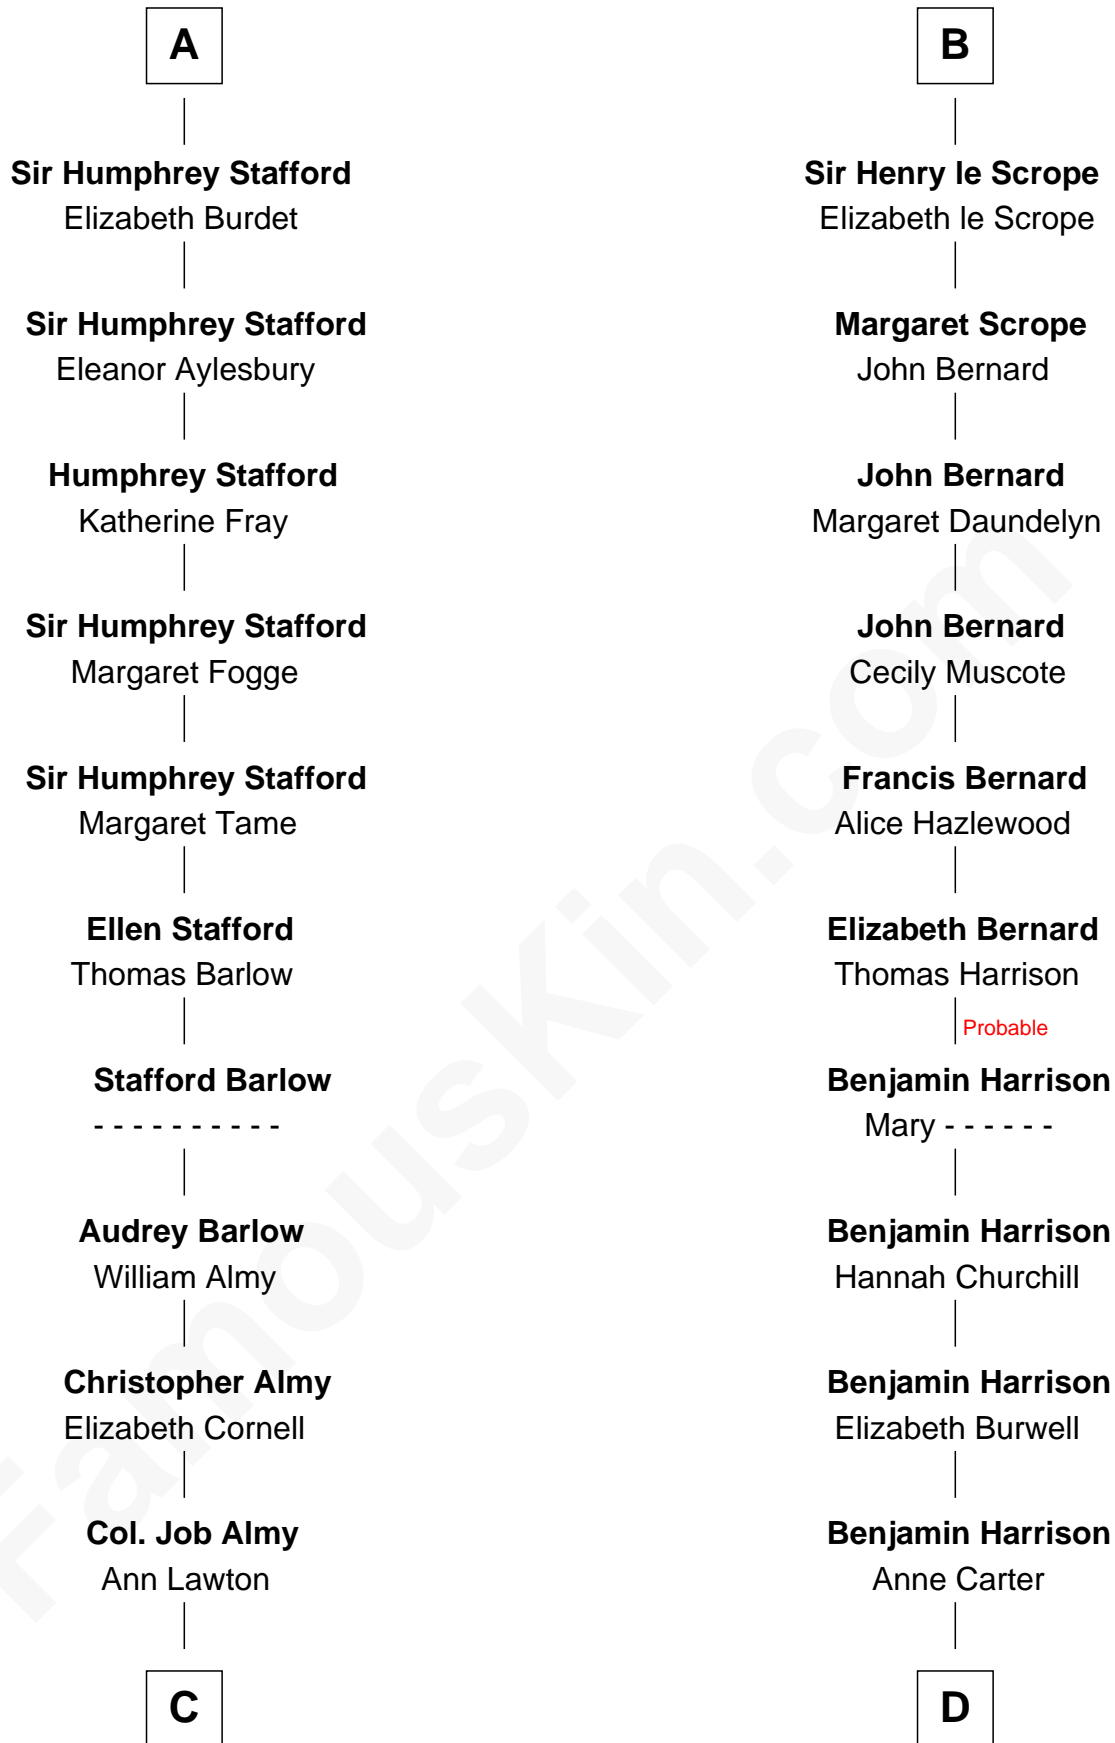 A
Sir Humphrey Stafford
Elizabeth Burdet
Sir Humphrey Stafford
Eleanor Aylesbury
Humphrey Stafford
Katherine Fray
Sir Humphrey Stafford
Margaret Fogge
Sir Humphrey Stafford
Margaret Tame
Ellen Stafford
Thomas Barlow
Stafford Barlow
- - - - - - - - - -
Audrey Barlow
William Almy
Christopher Almy
Elizabeth Cornell
Col. Job Almy
Ann Lawton
C
B
Sir Henry le Scrope
Elizabeth le Scrope
Margaret Scrope
John Bernard
John Bernard
Margaret Daundelyn
John Bernard
Cecily Muscote
Francis Bernard
Alice Hazlewood
Elizabeth Bernard
Thomas Harrison
Probable
Benjamin Harrison
Mary - - - - - -
Benjamin Harrison
Hannah Churchill
Benjamin Harrison
Elizabeth Burwell
Benjamin Harrison
Anne Carter
D
FamousKin.com